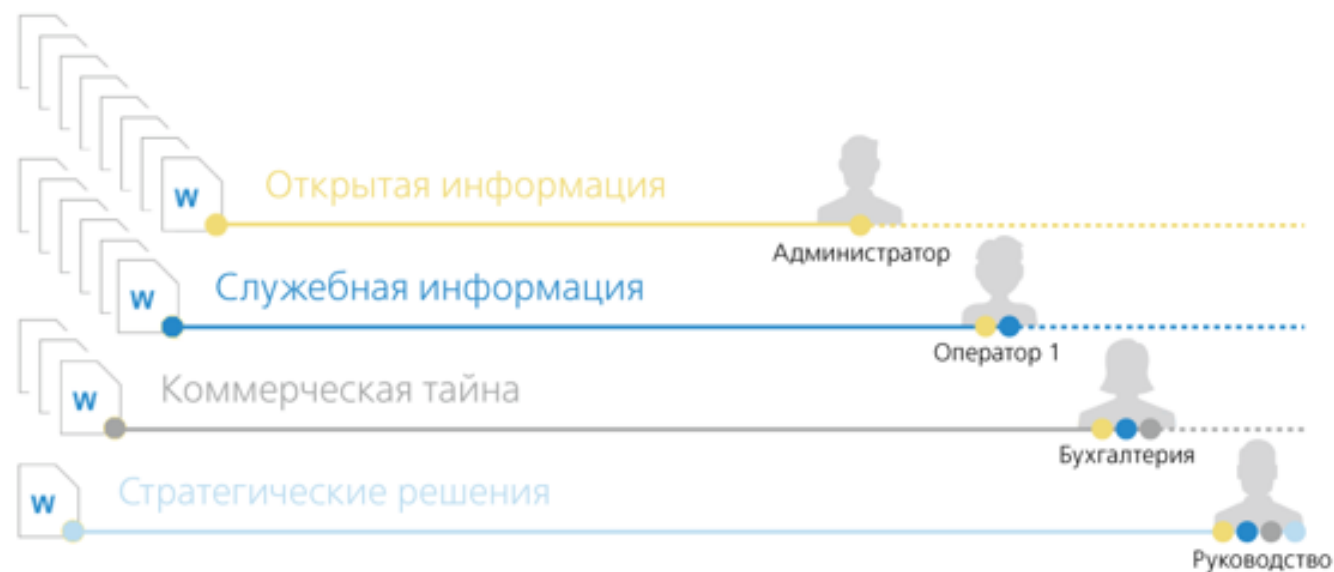 W
Открытая информация
Администратор
W
Служебная информация
Оператор 1
W
Коммерческая тайна
Бухгалтерия
W
Стратегические решения
Руководство